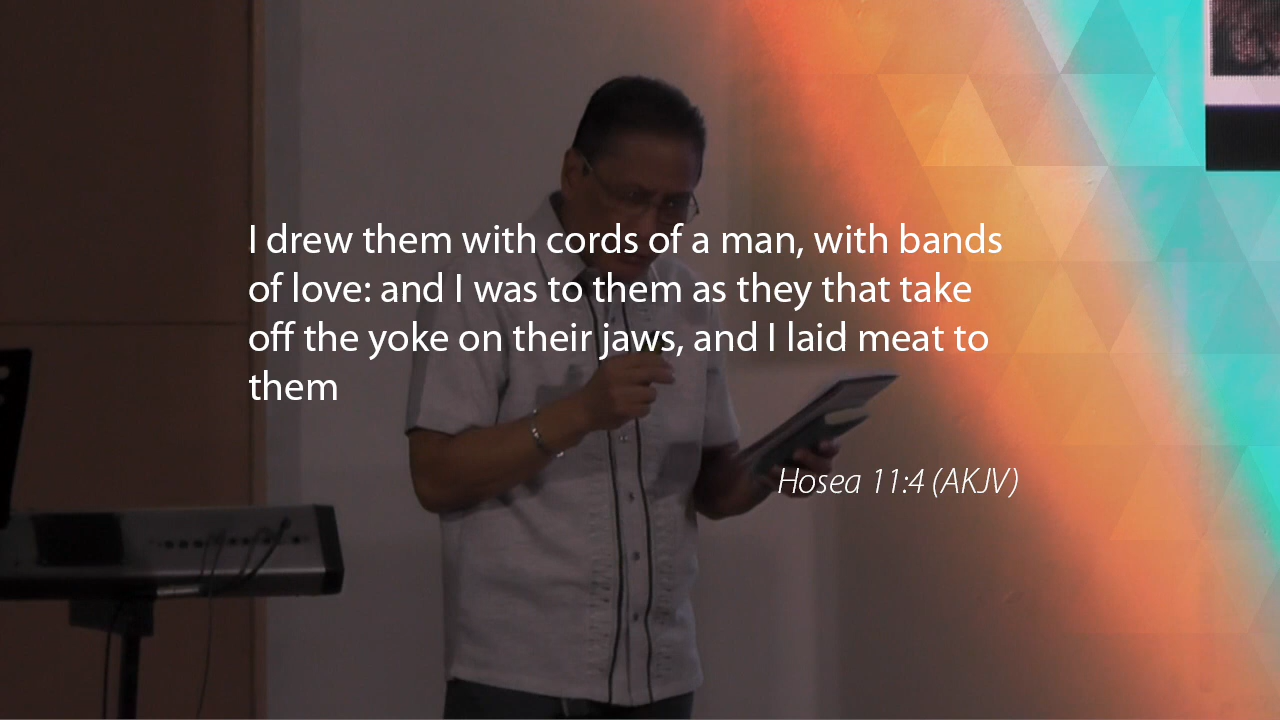 I drew them with cords of a man, with bands
of love: and I was to them as they that take
off the yoke on their jaws, and I laid meat to
them
Hosea 11:4 (AKJV)